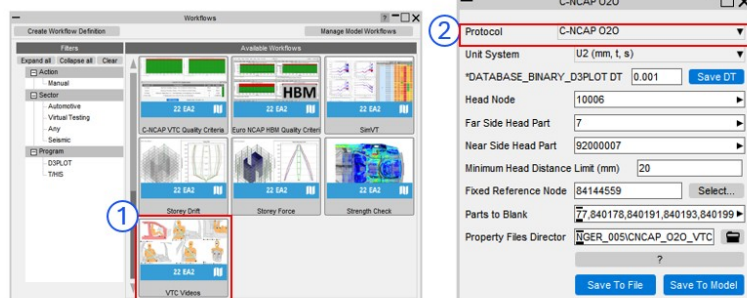 Workflows
?
Create Workflow Definition
Manage Model Workflows
Filters
Available Workflows
Expand all Collapse all Clear
Action
Manual
Sector
Automotive
Virtual Testing
Any
Seismic
Program
D3PLOT
T/HIS
HBM
22 EA2
22 EA2
22 EA2
C-NCAP VTC Quality Criteria
Euro NCAP HBM Quality Criteri
SimVT
22 EA2
22 EA2
22 EA2
Storey Drift
Storey Force
Strength Check
1
22 EA2
VTC Videos
C-NCAP O2O
2
Protocol C-NCAP O2O
Unit System U2 (mm, t, s)
*DATABASE_BINARY_D3PLOT DT 0.001 Save DT
Head Node 10006
Far Side Head Part 7
Near Side Head Part 92000007
Minimum Head Distance Limit (mm) 20
Fixed Reference Node 84144559 Select...
Parts to Blank 77,840178,840191,840193,840199
Property Files Director NGER_005\CNCAP_O2O_VTC
?
Save To File Save To Model